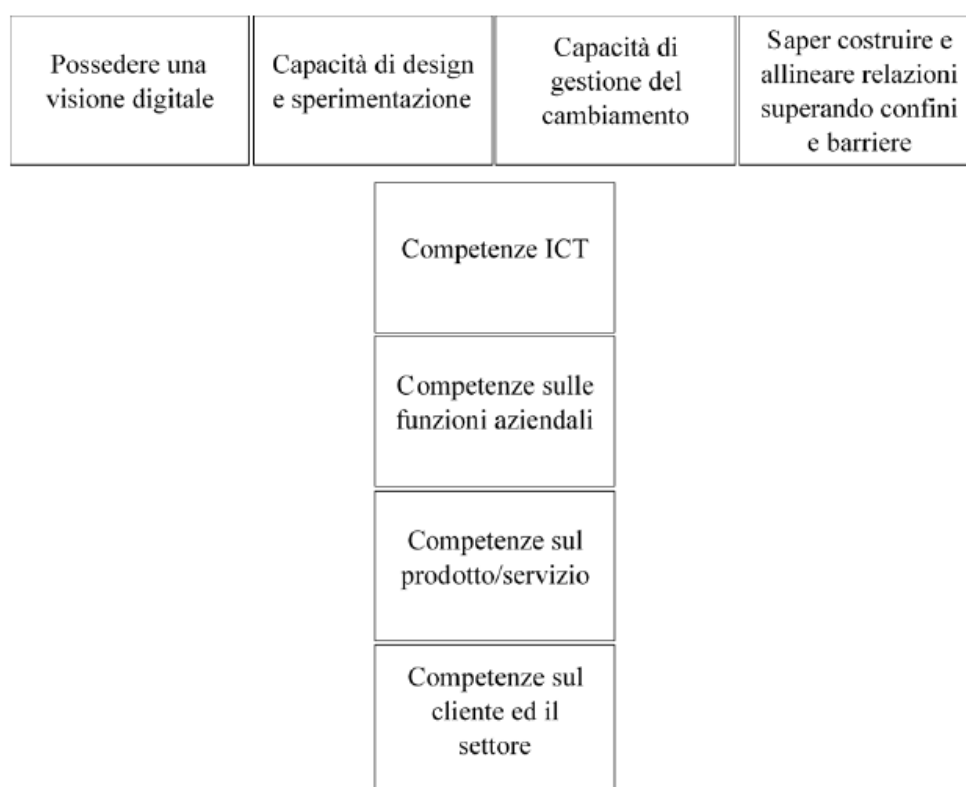 Possedere una
visione digitale
Capacità di design
e sperimentazione
Capacità di
gestione del
cambiamento
Saper costruire e
allineare relazioni
superando confini
e barriere
Competenze ICT
Competenze sulle
funzioni aziendali
Competenze sul
prodotto/servizio
Competenze sul
cliente ed il
settore